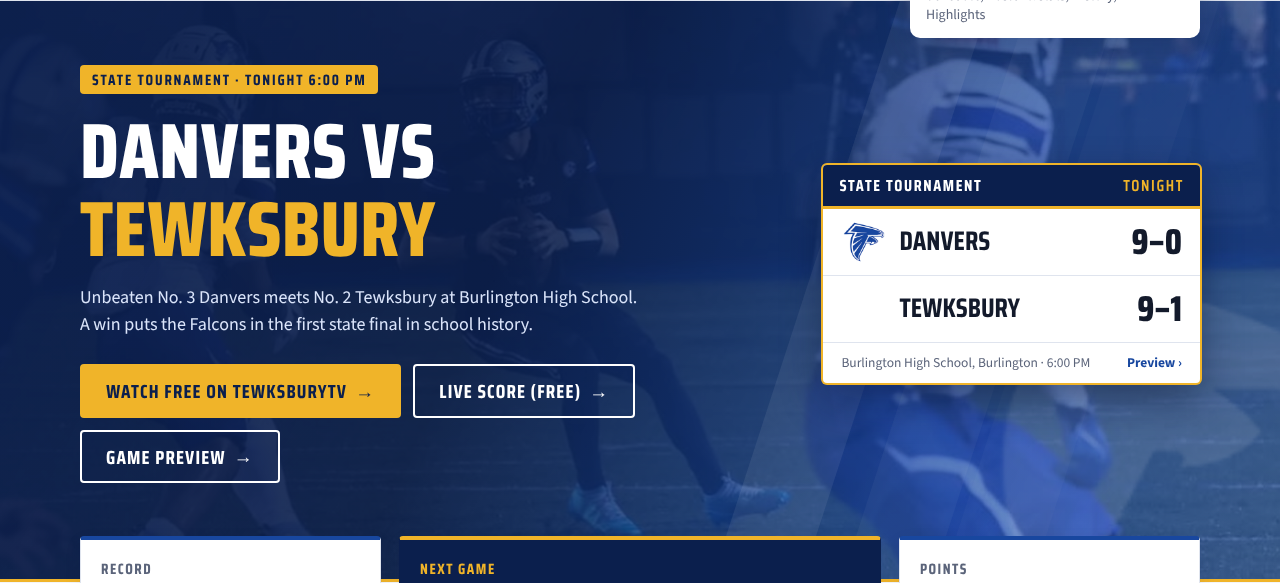 Highlights
STATE TOURNAMENT · TONIGHT 6:00 PM
DANVERS VS
TEWKSBURY
Unbeaten No. 3 Danvers meets No. 2 Tewksbury at Burlington High School.
A win puts the Falcons in the first state final in school history.
WATCH FREE ON TEWKSBURYTV →
LIVE SCORE (FREE) →
GAME PREVIEW →
STATE TOURNAMENT
TONIGHT
DANVERS
9–0
TEWKSBURY
9–1
Burlington High School, Burlington · 6:00 PM
Preview ›
RECORD
NEXT GAME
POINTS